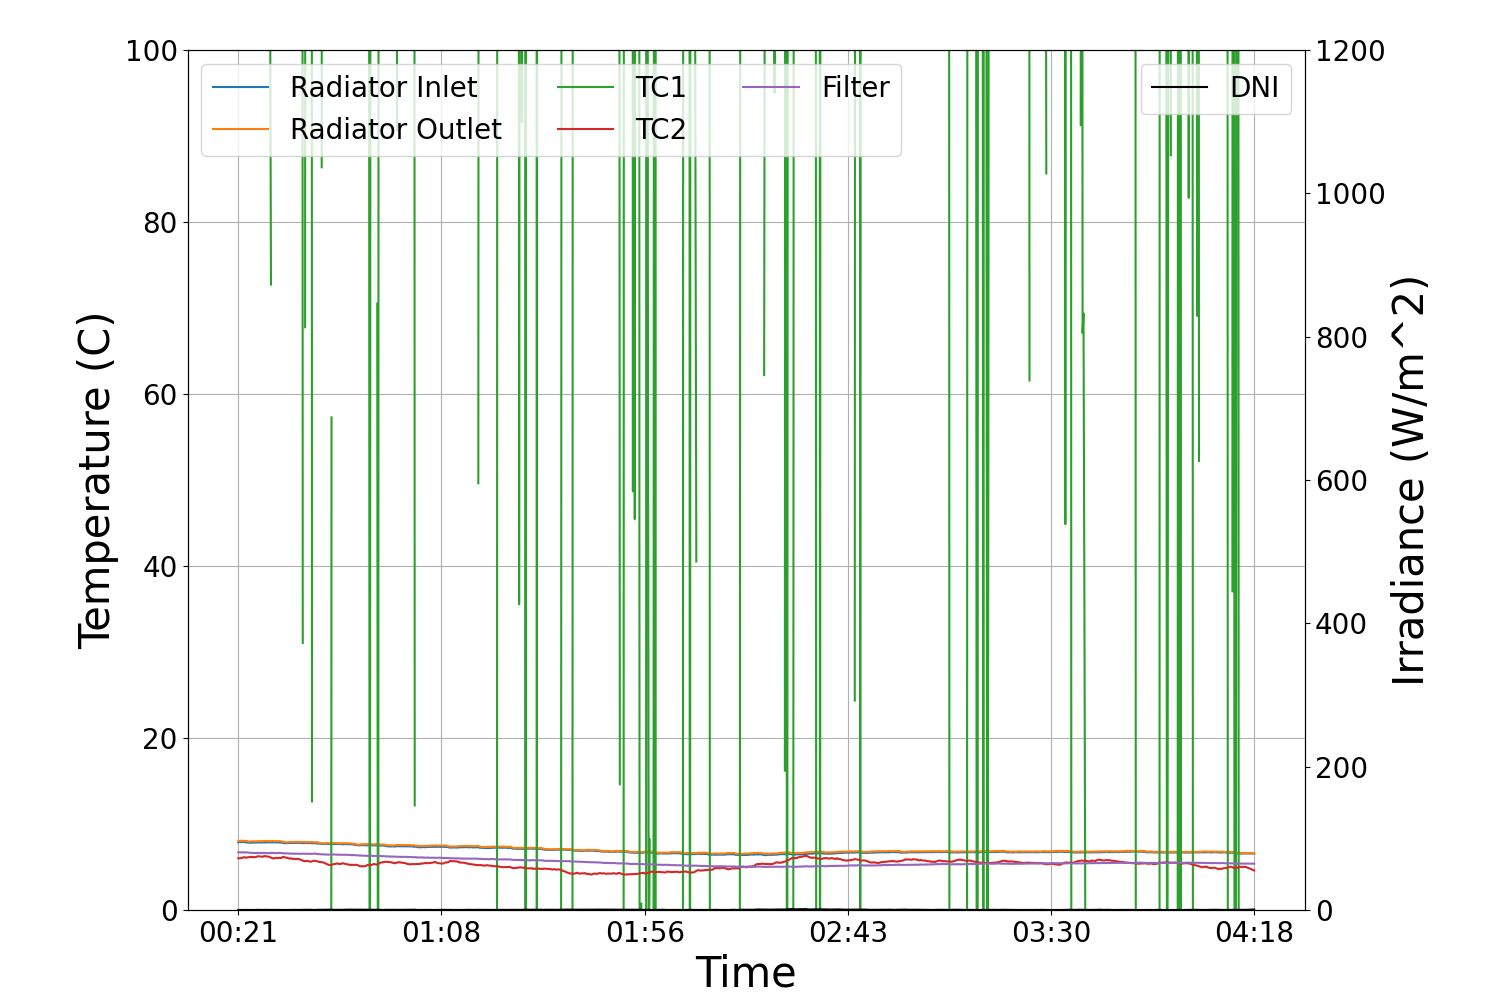 Radiator Inlet
Radiator Outlet
TC1
TC2
Filter
DNI
100
80
60
40
20
0
Temperature (C)
1200
1000
800
600
400
200
0
Irradiance (W/m^2)
00:21
01:08
01:56
02:43
03:30
04:18
Time